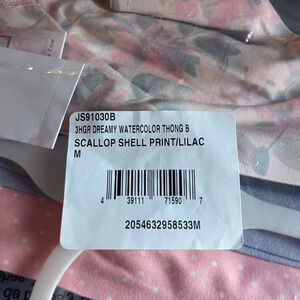 JS91030B
3HGR DREAMY WATERCOLOR THONG B
SCALLOP SHELL PRINT/LILAC
M
4 39111 71590 7
2054632958533M